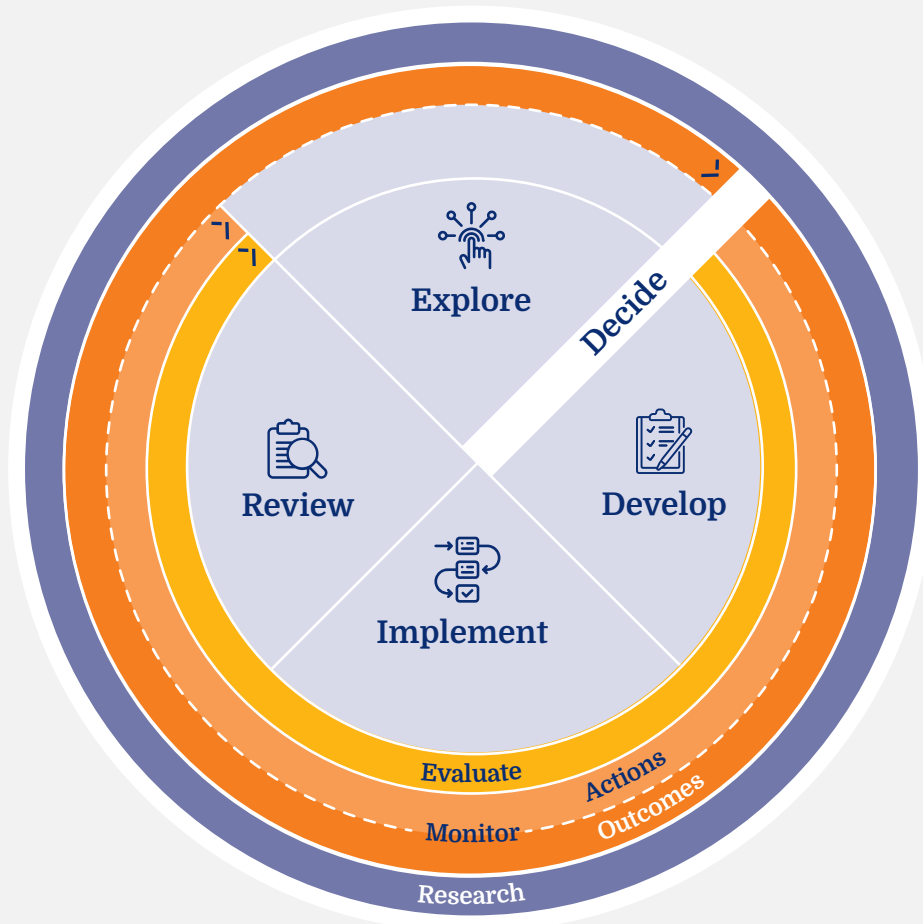 Explore
Decide
Review
Develop
Implement
Evaluate
Actions
Outcomes
Monitor
Research